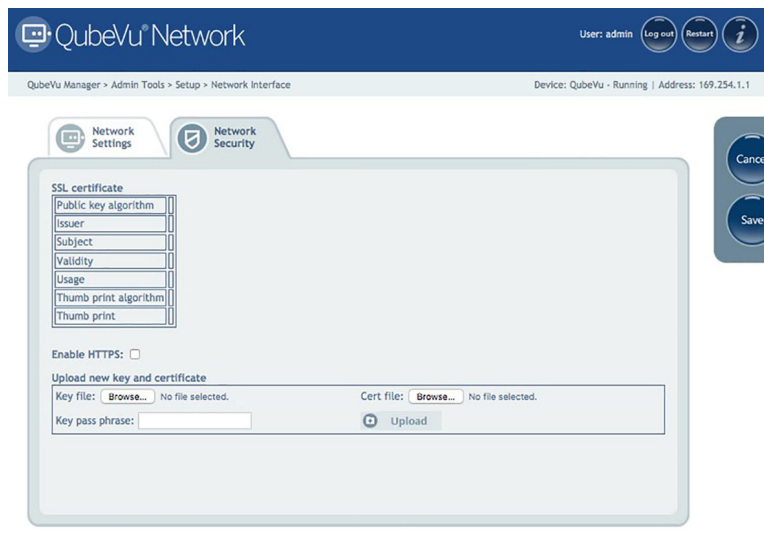 QubeVu® Network
User: admin
Log out
Restart
i
QubeVu Manager > Admin Tools > Setup > Network Interface
Device: QubeVu - Running | Address: 169.254.1.1
Network
Settings
Network
Security
Cance
Save
SSL certificate
Public key algorithm
Issuer
Subject
Validity
Usage
Thumb print algorithm
Thumb print
Enable HTTPS:
Upload new key and certificate
Key file: Browse... No file selected. Cert file: Browse... No file selected.
Key pass phrase: Upload